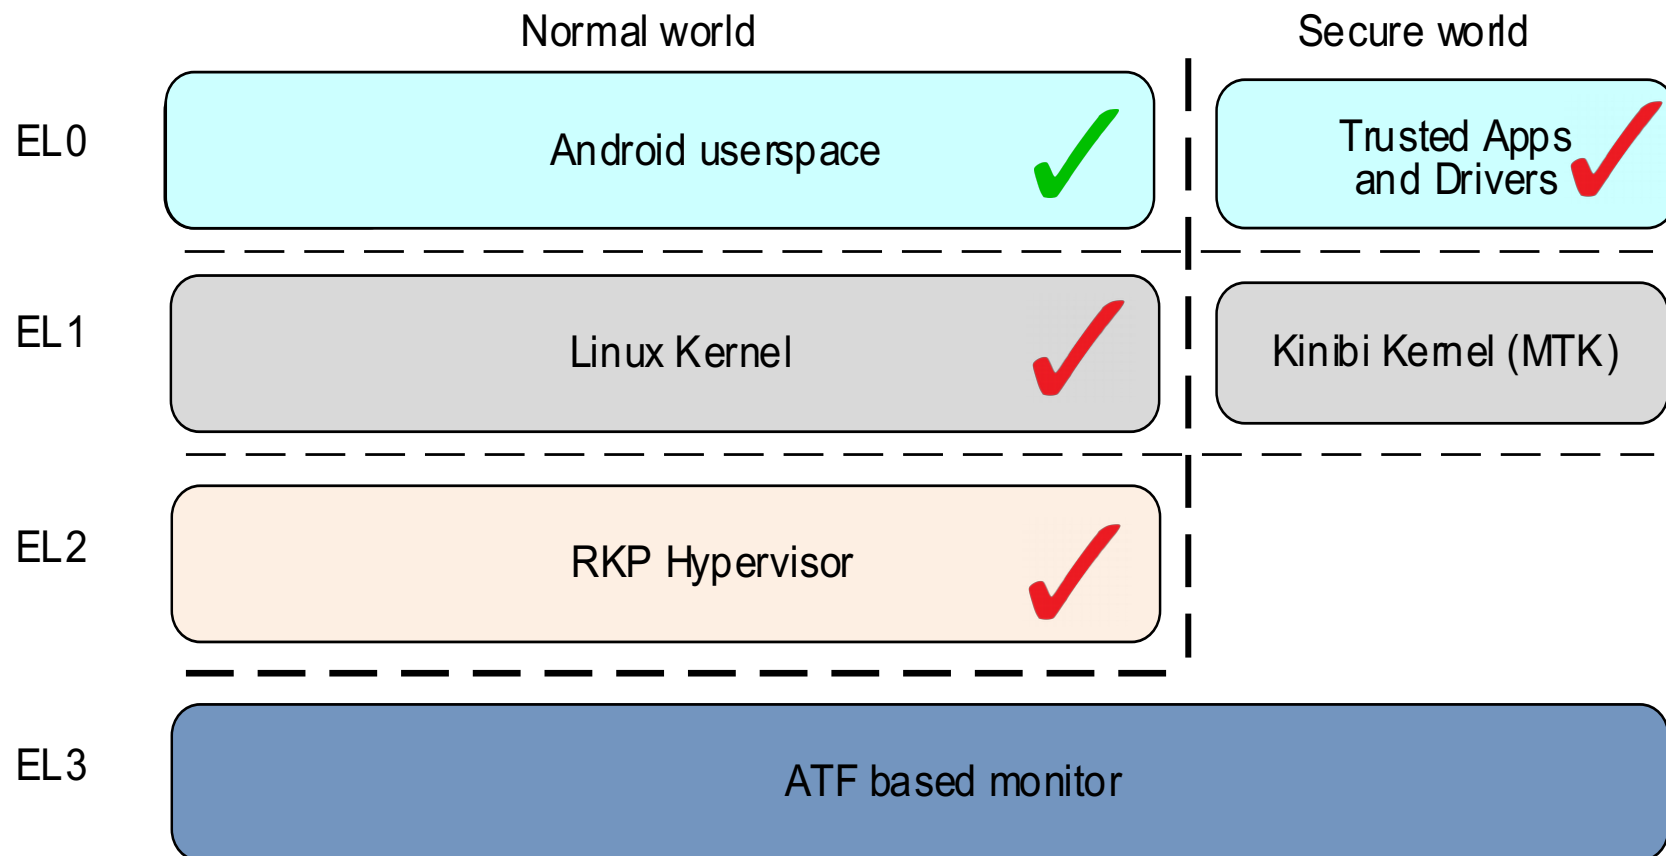 Normal world
Secure world
EL0
Android userspace
Trusted Apps
and Drivers
EL1
Linux Kernel
Kinibi Kernel (MTK)
EL2
RKP Hypervisor
EL3
ATF based monitor